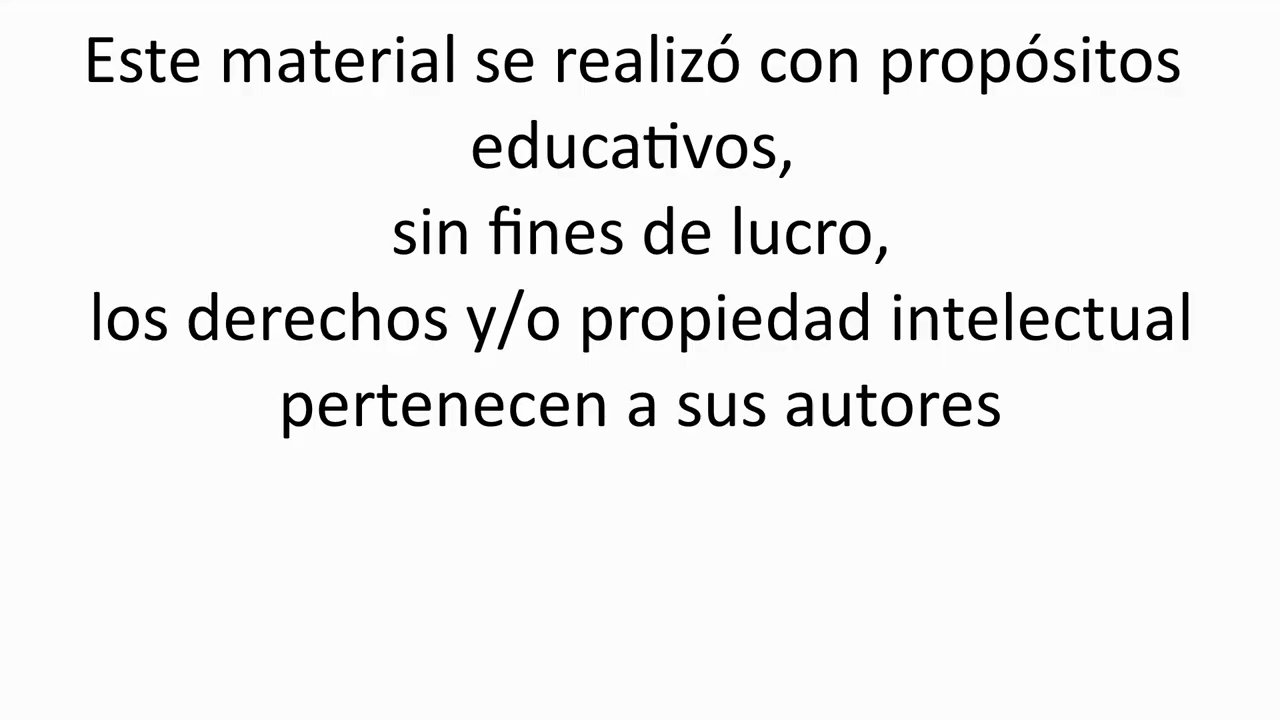 Este material se realizó con propósitos
educativos,
sin fines de lucro,
los derechos y/o propiedad intelectual
pertenecen a sus autores